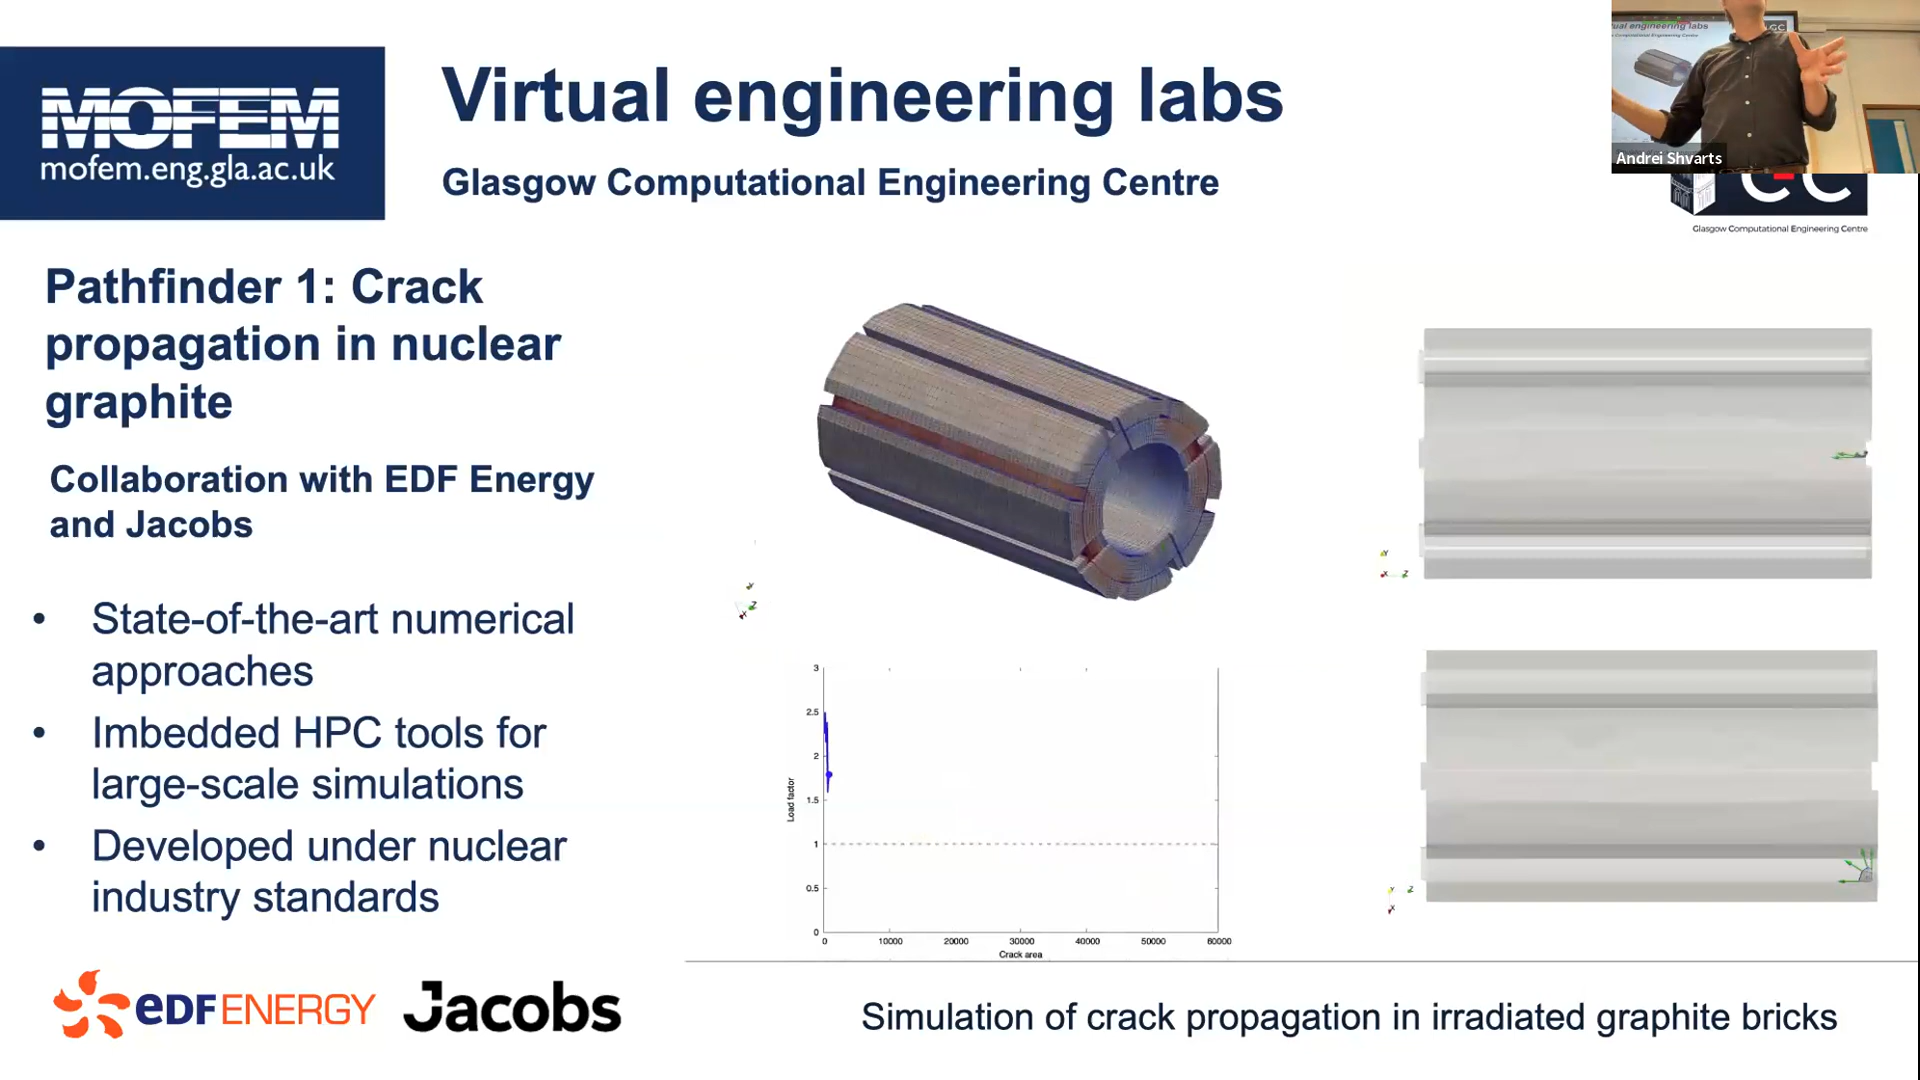 MOFEM
mofem.eng.gla.ac.uk
Virtual engineering labs
Glasgow Computational Engineering Centre
Andrei Shvarts
Glasgow Computational Engineering Centre
Pathfinder 1: Crack
propagation in nuclear
graphite
Collaboration with EDF Energy
and Jacobs
• State-of-the-art numerical
approaches
• Imbedded HPC tools for
large-scale simulations
• Developed under nuclear
industry standards
Y
Z
X
Y
X
Z
3
2.5
2
1.5
1
0.5
0
Load factor
0 10000 20000 30000 40000 50000 60000
Crack area
Y
Z
X
eDF ENERGY
Jacobs
Simulation of crack propagation in irradiated graphite bricks